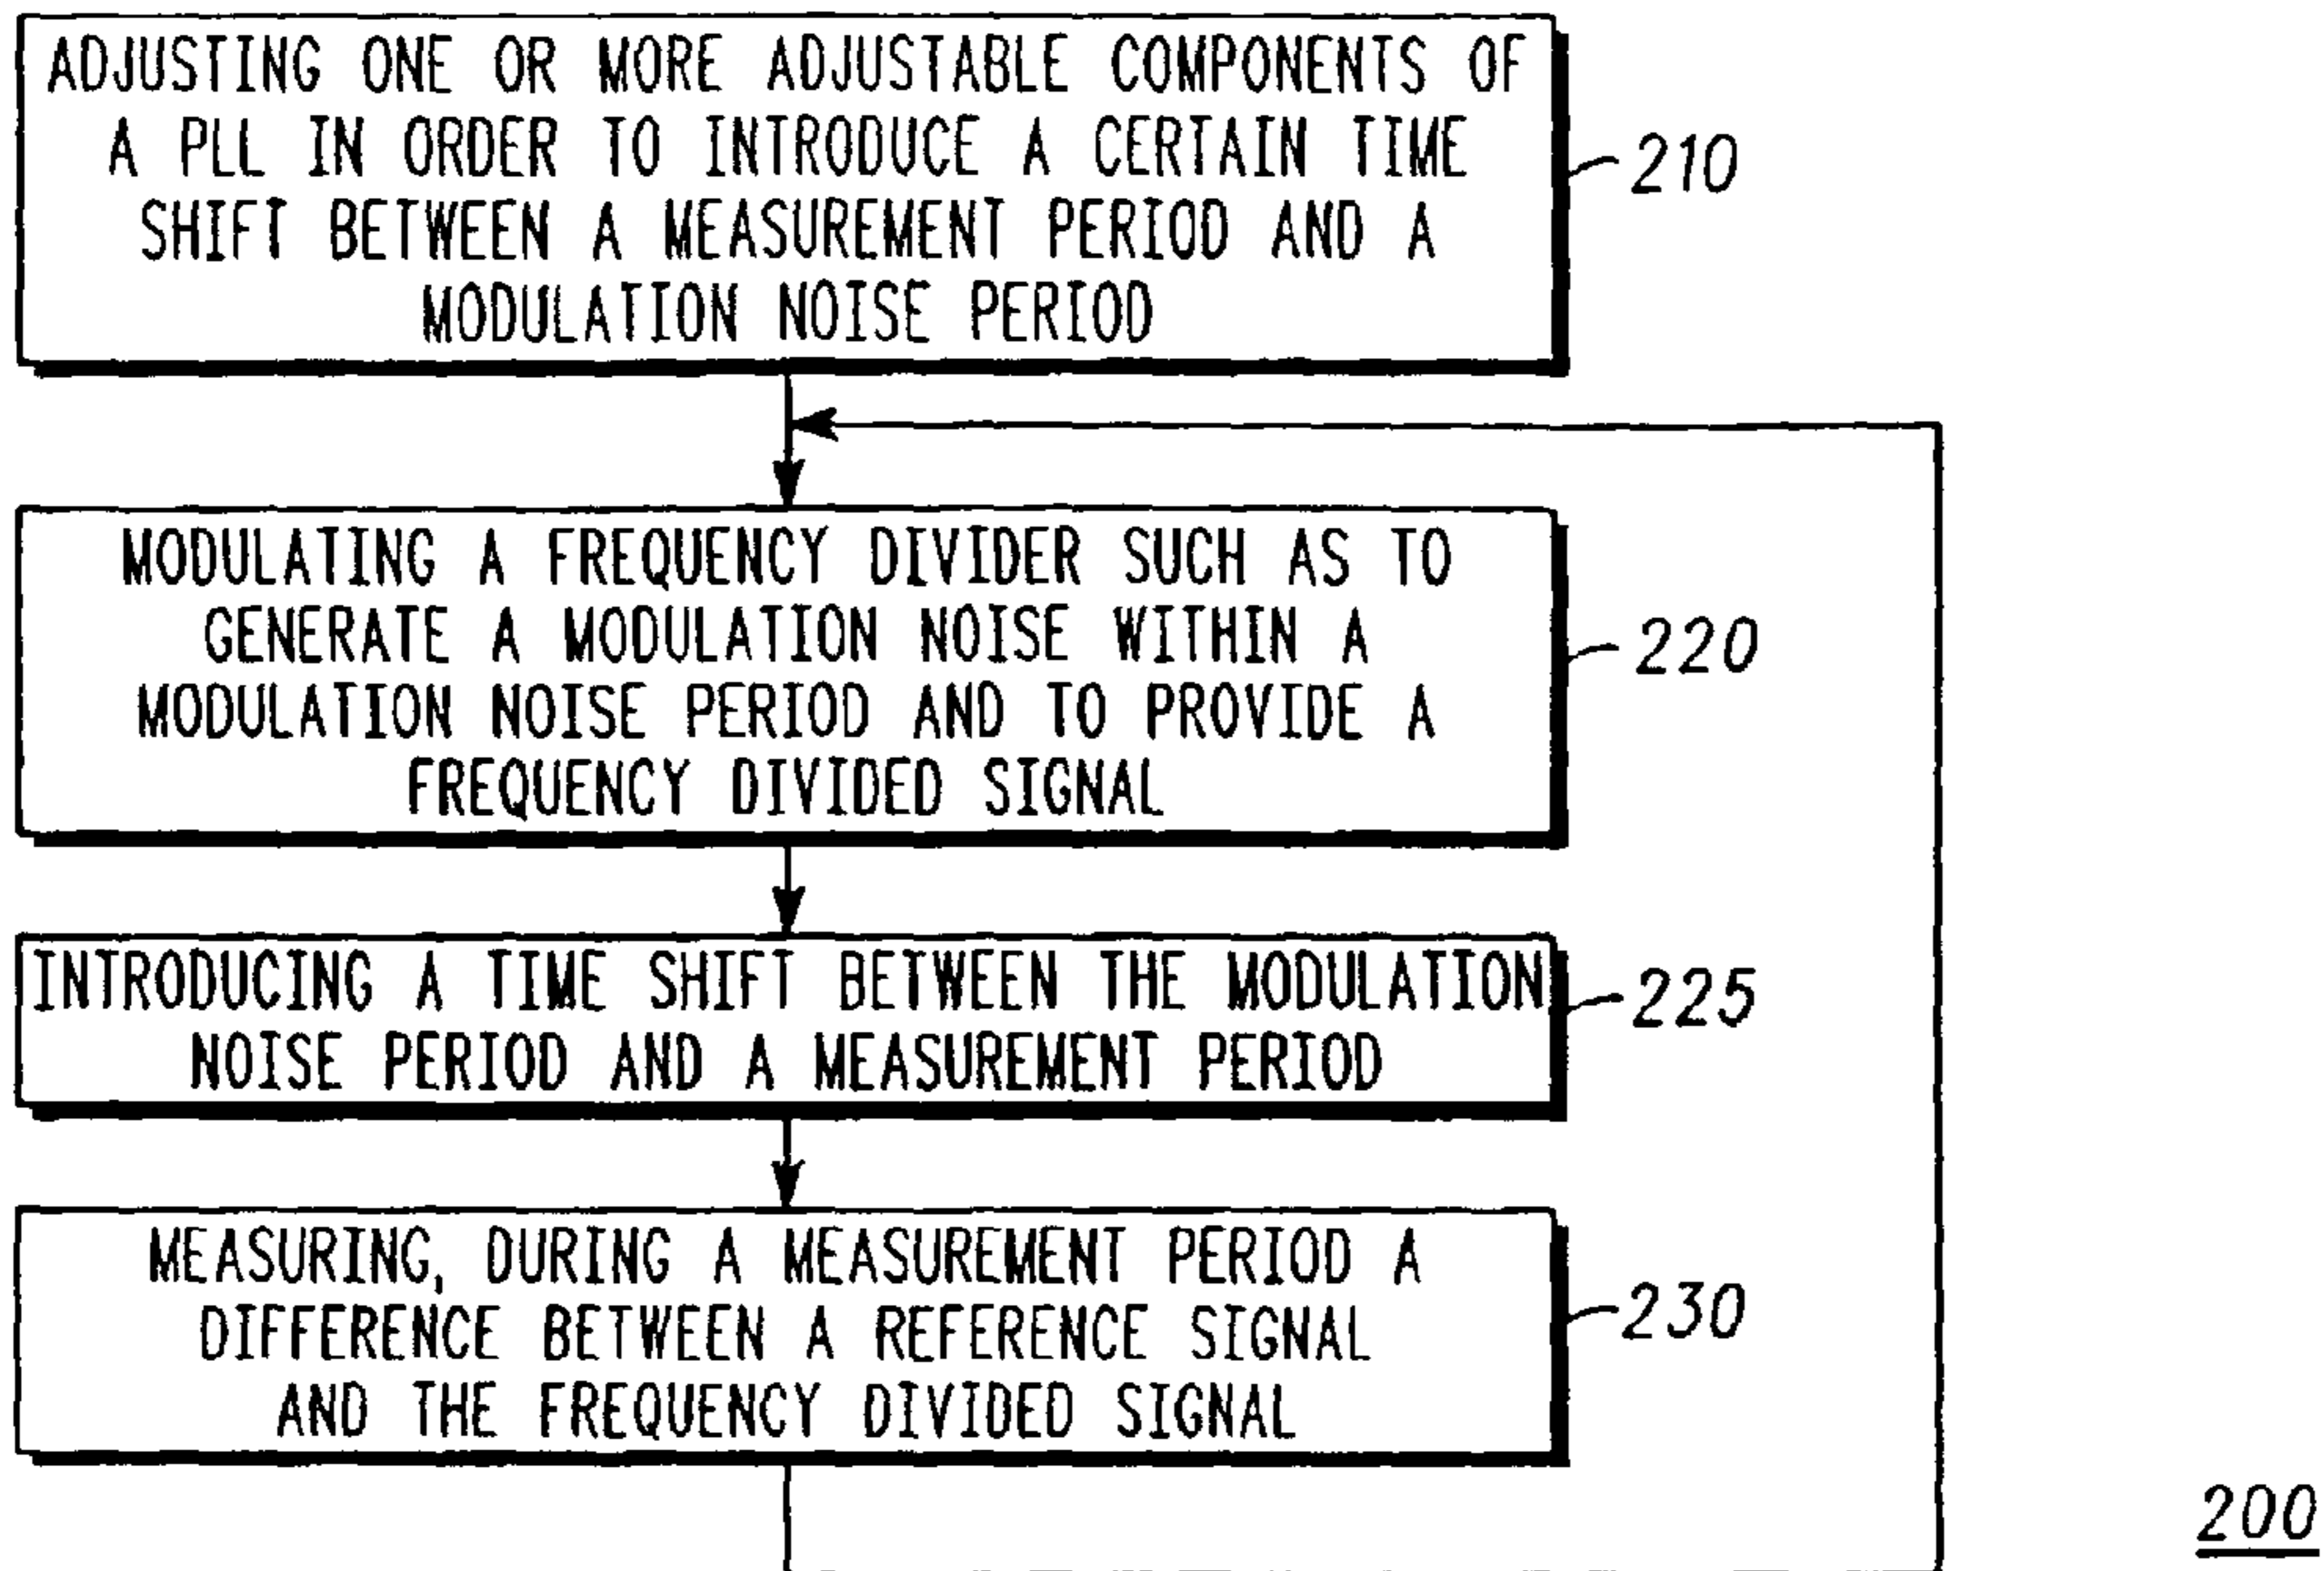 ADJUSTING ONE OR MORE ADJUSTABLE COMPONENTS OF
A PLL IN ORDER TO INTRODUCE A CERTAIN TIME
SHIFT BETWEEN A MEASUREMENT PERIOD AND A
MODULATION NOISE PERIOD
210
MODULATING A FREQUENCY DIVIDER SUCH AS TO
GENERATE A MODULATION NOISE WITHIN A
MODULATION NOISE PERIOD AND TO PROVIDE A
FREQUENCY DIVIDED SIGNAL
220
INTRODUCING A TIME SHIFT BETWEEN THE MODULATION
NOISE PERIOD AND A MEASUREMENT PERIOD
225
MEASURING, DURING A MEASUREMENT PERIOD A
DIFFERENCE BETWEEN A REFERENCE SIGNAL
AND THE FREQUENCY DIVIDED SIGNAL
230
200